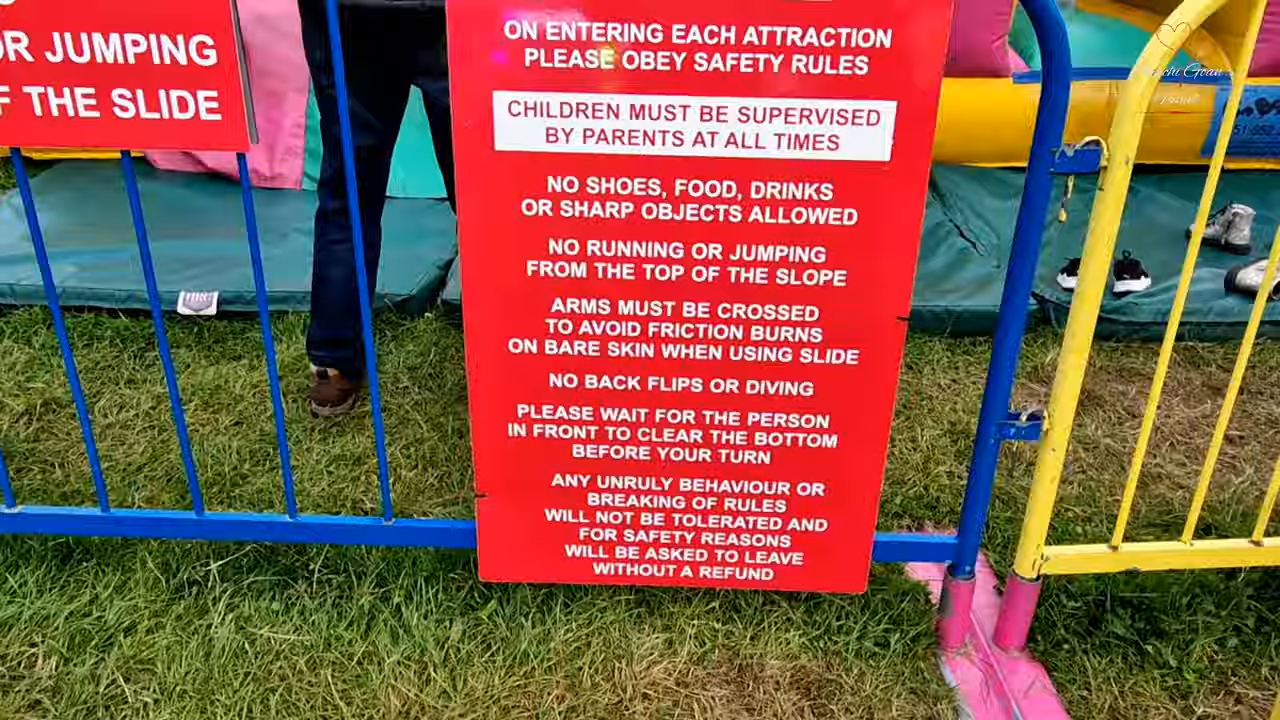 OR JUMPING
F THE SLIDE
ON ENTERING EACH ATTRACTION
PLEASE OBEY SAFETY RULES
CHILDREN MUST BE SUPERVISED
BY PARENTS AT ALL TIMES
NO SHOES, FOOD, DRINKS
OR SHARP OBJECTS ALLOWED
NO RUNNING OR JUMPING
FROM THE TOP OF THE SLOPE
ARMS MUST BE CROSSED
TO AVOID FRICTION BURNS
ON BARE SKIN WHEN USING SLIDE
NO BACK FLIPS OR DIVING
PLEASE WAIT FOR THE PERSON
IN FRONT TO CLEAR THE BOTTOM
BEFORE YOUR TURN
ANY UNRULY BEHAVIOUR OR
BREAKING OF RULES
WILL NOT BE TOLERATED AND
FOR SAFETY REASONS
WILL BE ASKED TO LEAVE
WITHOUT A REFUND
Goan